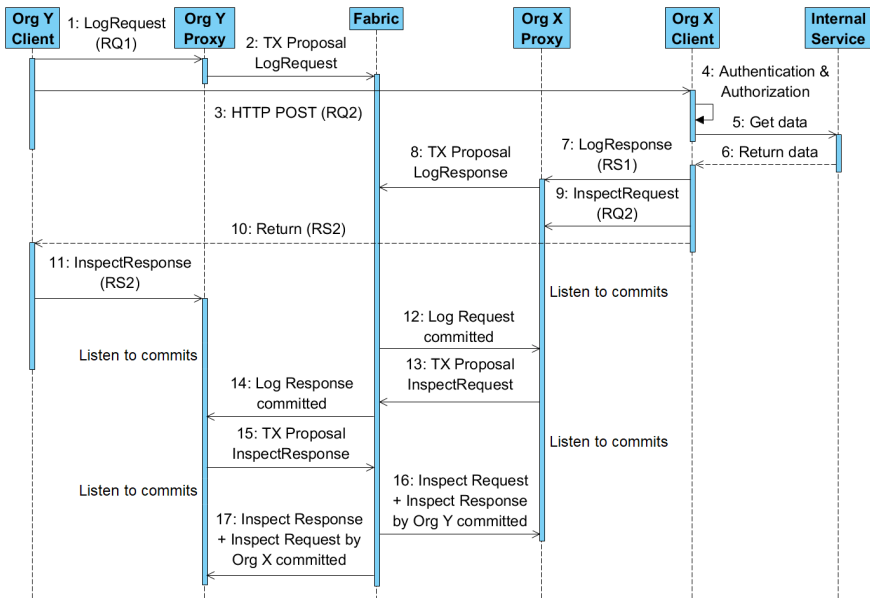 Org Y
Client
Org Y
Proxy
Fabric
Org X
Proxy
Org X
Client
Internal
Service
1: LogRequest
(RQ1)
2: TX Proposal
LogRequest
3: HTTP POST (RQ2)
4: Authentication &
Authorization
5: Get data
6: Return data
7: LogResponse
(RS1)
8: TX Proposal
LogResponse
9: InspectRequest
(RQ2)
10: Return (RS2)
11: InspectResponse
(RS2)
Listen to commits
12: Log Request
committed
Listen to commits
13: TX Proposal
InspectRequest
14: Log Response
committed
15: TX Proposal
InspectResponse
Listen to commits
Listen to commits
16: Inspect Request
+ Inspect Response
by Org Y committed
17: Inspect Response
+ Inspect Request by
Org X committed